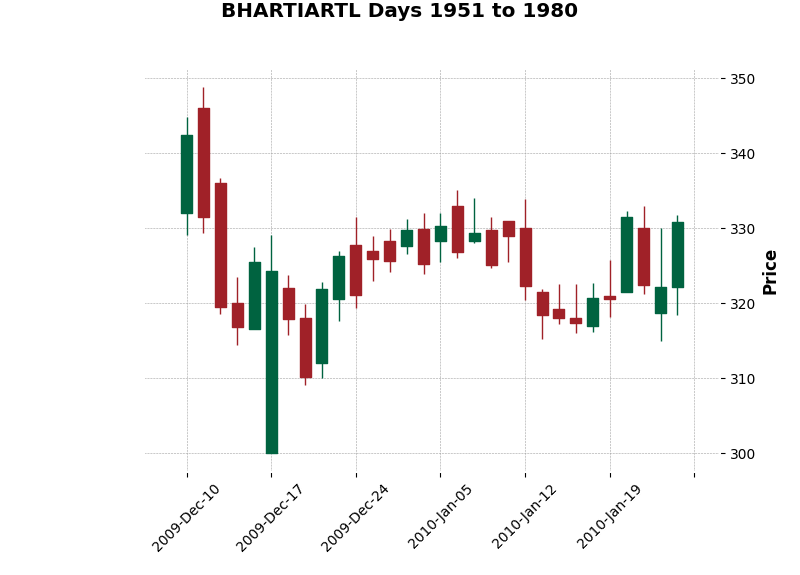 BHARTIARTL Days 1951 to 1980
350
340
330
320
310
300
Price
2009-Dec-10
2009-Dec-17
2009-Dec-24
2010-Jan-05
2010-Jan-12
2010-Jan-19